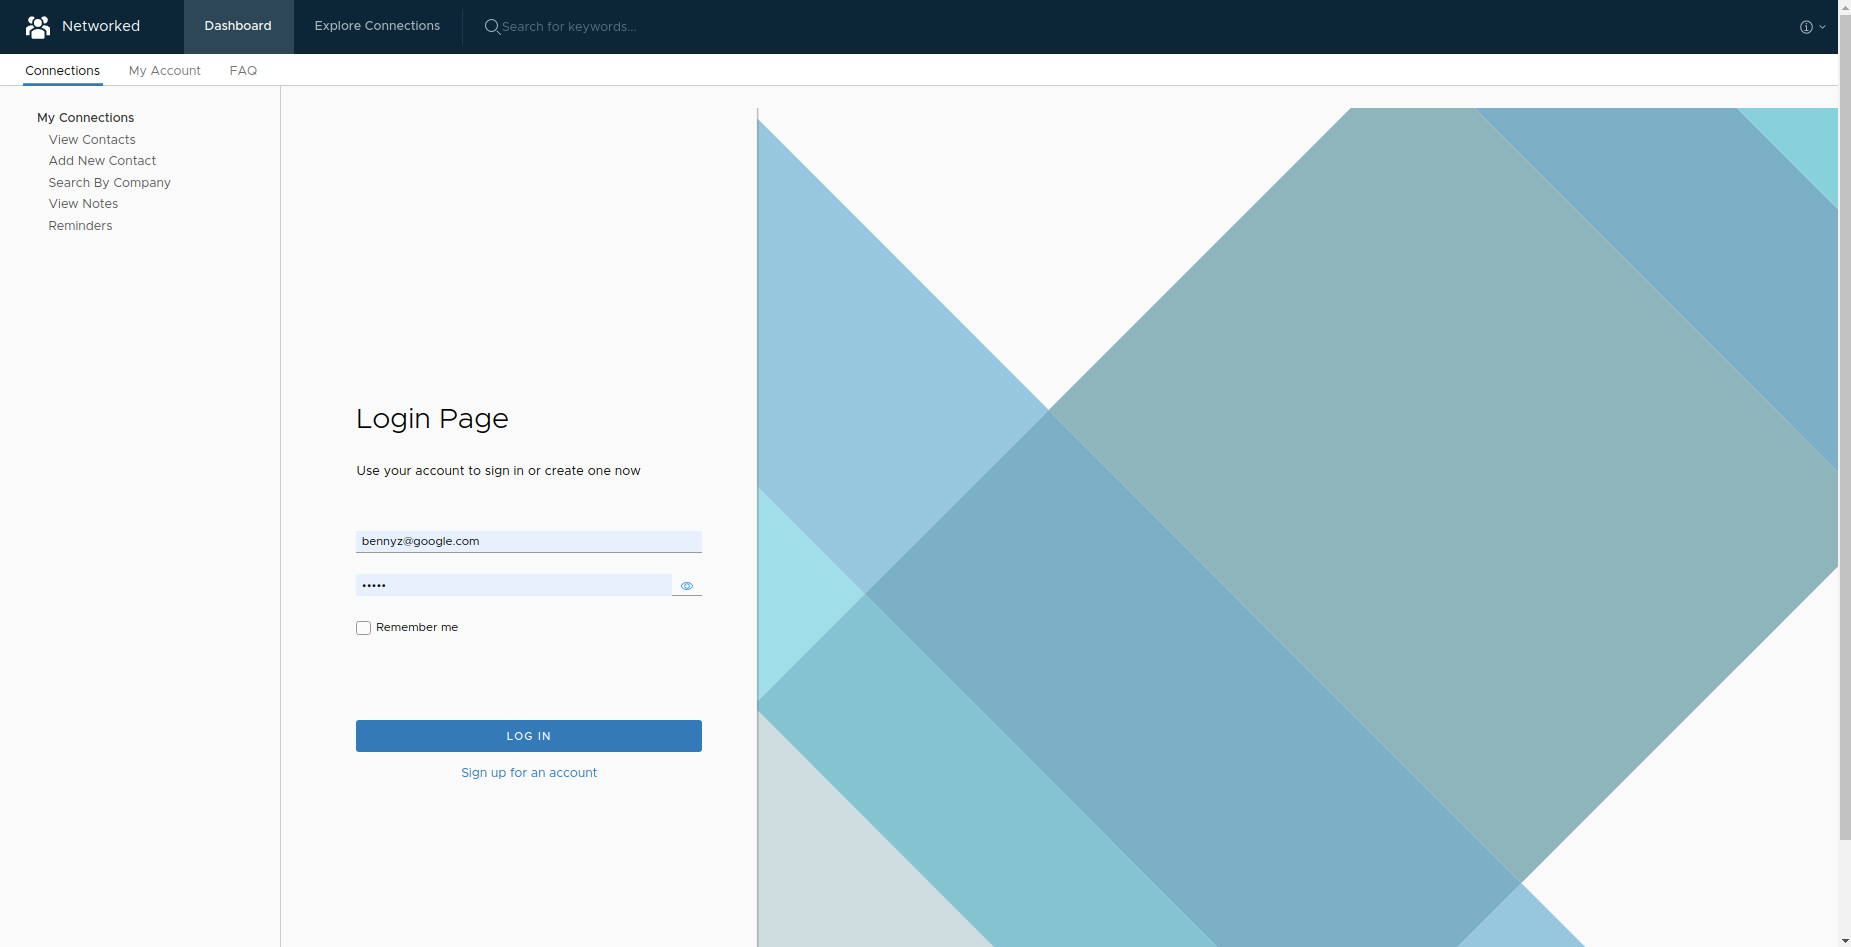 Networked
Dashboard
Explore Connections
Search for keywords...
Connections
My Account
FAQ
My Connections
View Contacts
Add New Contact
Search By Company
View Notes
Reminders
Login Page
Use your account to sign in or create one now
bennyz@google.com
•••••
Remember me
LOG IN
Sign up for an account